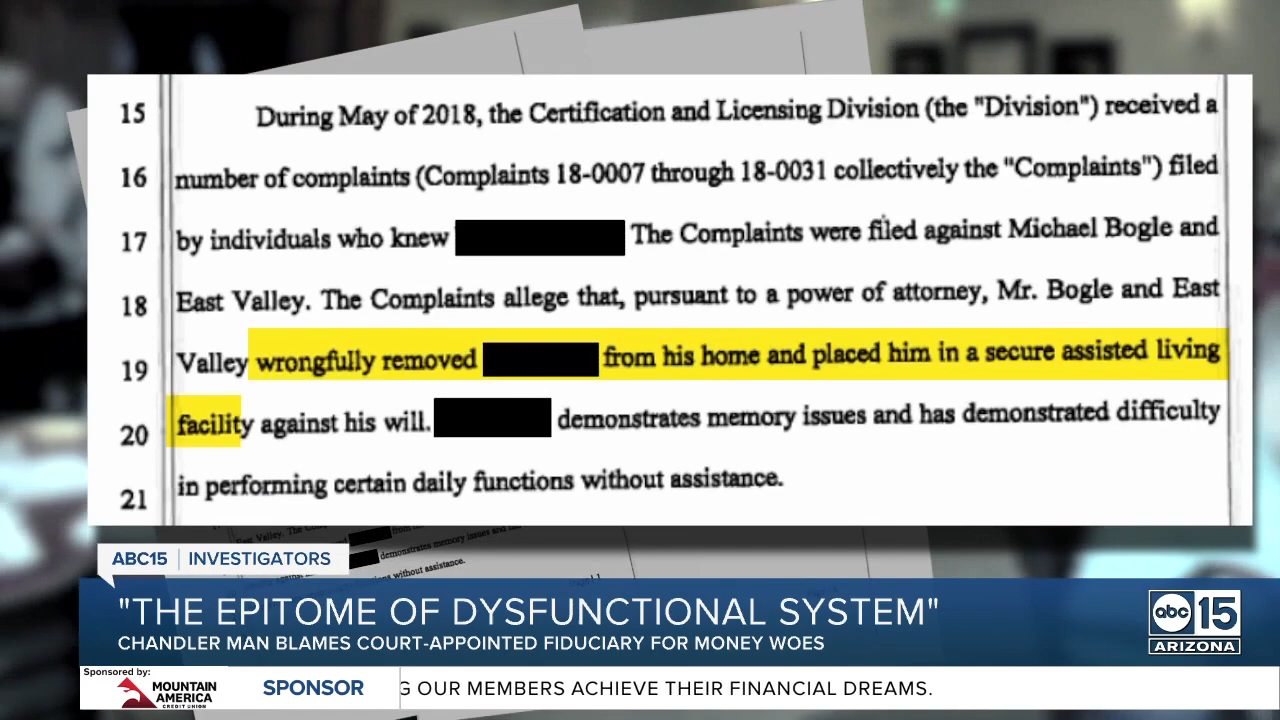 15 During May of 2018, the Certification and Licensing Division (the "Division") received a
16 number of complaints (Complaints 18-0007 through 18-0031 collectively the "Complaints") filed
17 by individuals who knew The Complaints were filed against Michael Bogle and
18 East Valley. The Complaints allege that, pursuant to a power of attorney, Mr. Bogle and East
19 Valley wrongfully removed from his home and placed him in a secure assisted living
20 facility against his will. demonstrates memory issues and has demonstrated difficulty
21 in performing certain daily functions without assistance.
demonstrates memory issues and
without assistance.
ABC15 | INVESTIGATORS
"THE EPITOME OF DYSFUNCTIONAL SYSTEM"
CHANDLER MAN BLAMES COURT-APPOINTED FIDUCIARY FOR MONEY WOES
abc 15
ARIZONA
Sponsored by:
MOUNTAIN
AMERICA
CREDIT UNION
SPONSOR
G OUR MEMBERS ACHIEVE THEIR FINANCIAL DREAMS.